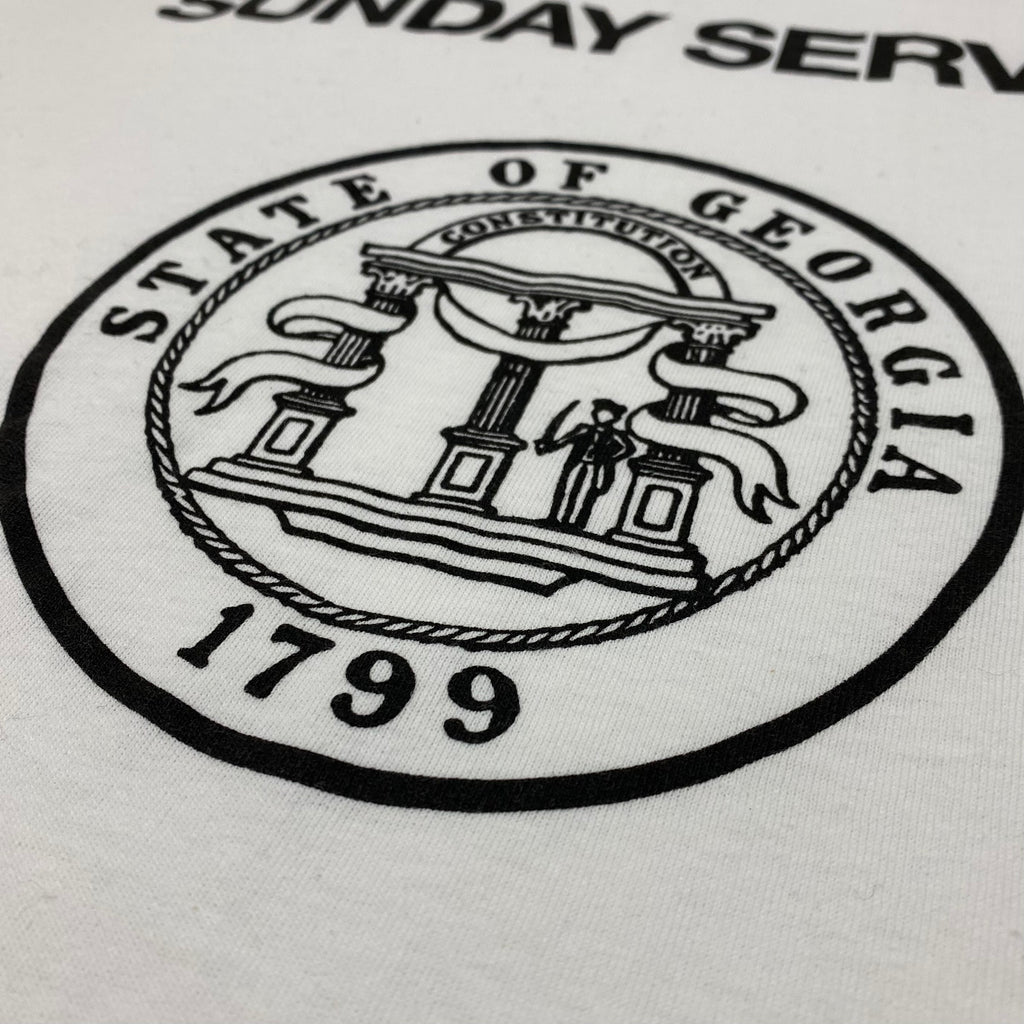 SUNDAY SERV
STATE OF GEORGIA
CONSTITUTION
1799